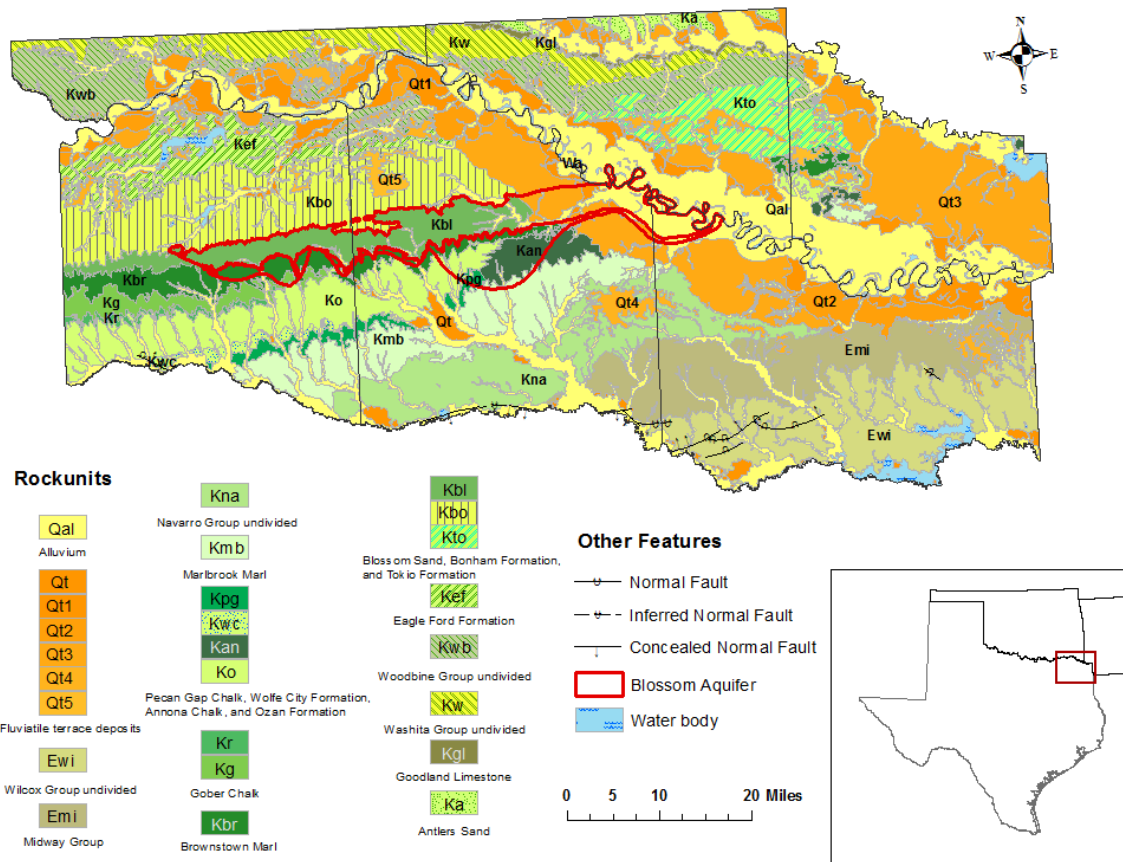 Ka
N
Kw
Kgl
W
E
S
Kwb
Qt1
Kto
Kef
Wa
Qt5
Kbo
Qt3
Qal
Kbl
Kbr
Kan
Kpg
Kg
Ko
Qt2
Qt4
Kr
Qt
Kmb
Emi
Kwc
Kna
Ewi
Rockunits
Qal
Alluvium
Qt
Qt1
Qt2
Qt3
Qt4
Qt5
Fluviatile terrace deposits
Ewi
Wilcox Group undivided
Emi
Midway Group
Kna
Navarro Group undivided
Kmb
Marlbrook Marl
Kpg
Kwc
Kan
Ko
Pecan Gap Chalk, Wolfe City Formation,
Annona Chalk, and Ozan Formation
Kr
Kg
Gober Chalk
Kbr
Brownstown Marl
Kbl
Kbo
Kto
Blossom Sand, Bonham Formation,
and Tokio Formation
Kef
Eagle Ford Formation
Kwb
Woodbine Group undivided
Kw
Washita Group undivided
Kgl
Goodland Limestone
Ka
Antlers Sand
Other Features
Normal Fault
Inferred Normal Fault
Concealed Normal Fault
Blossom Aquifer
Water body
0 5 10 20 Miles